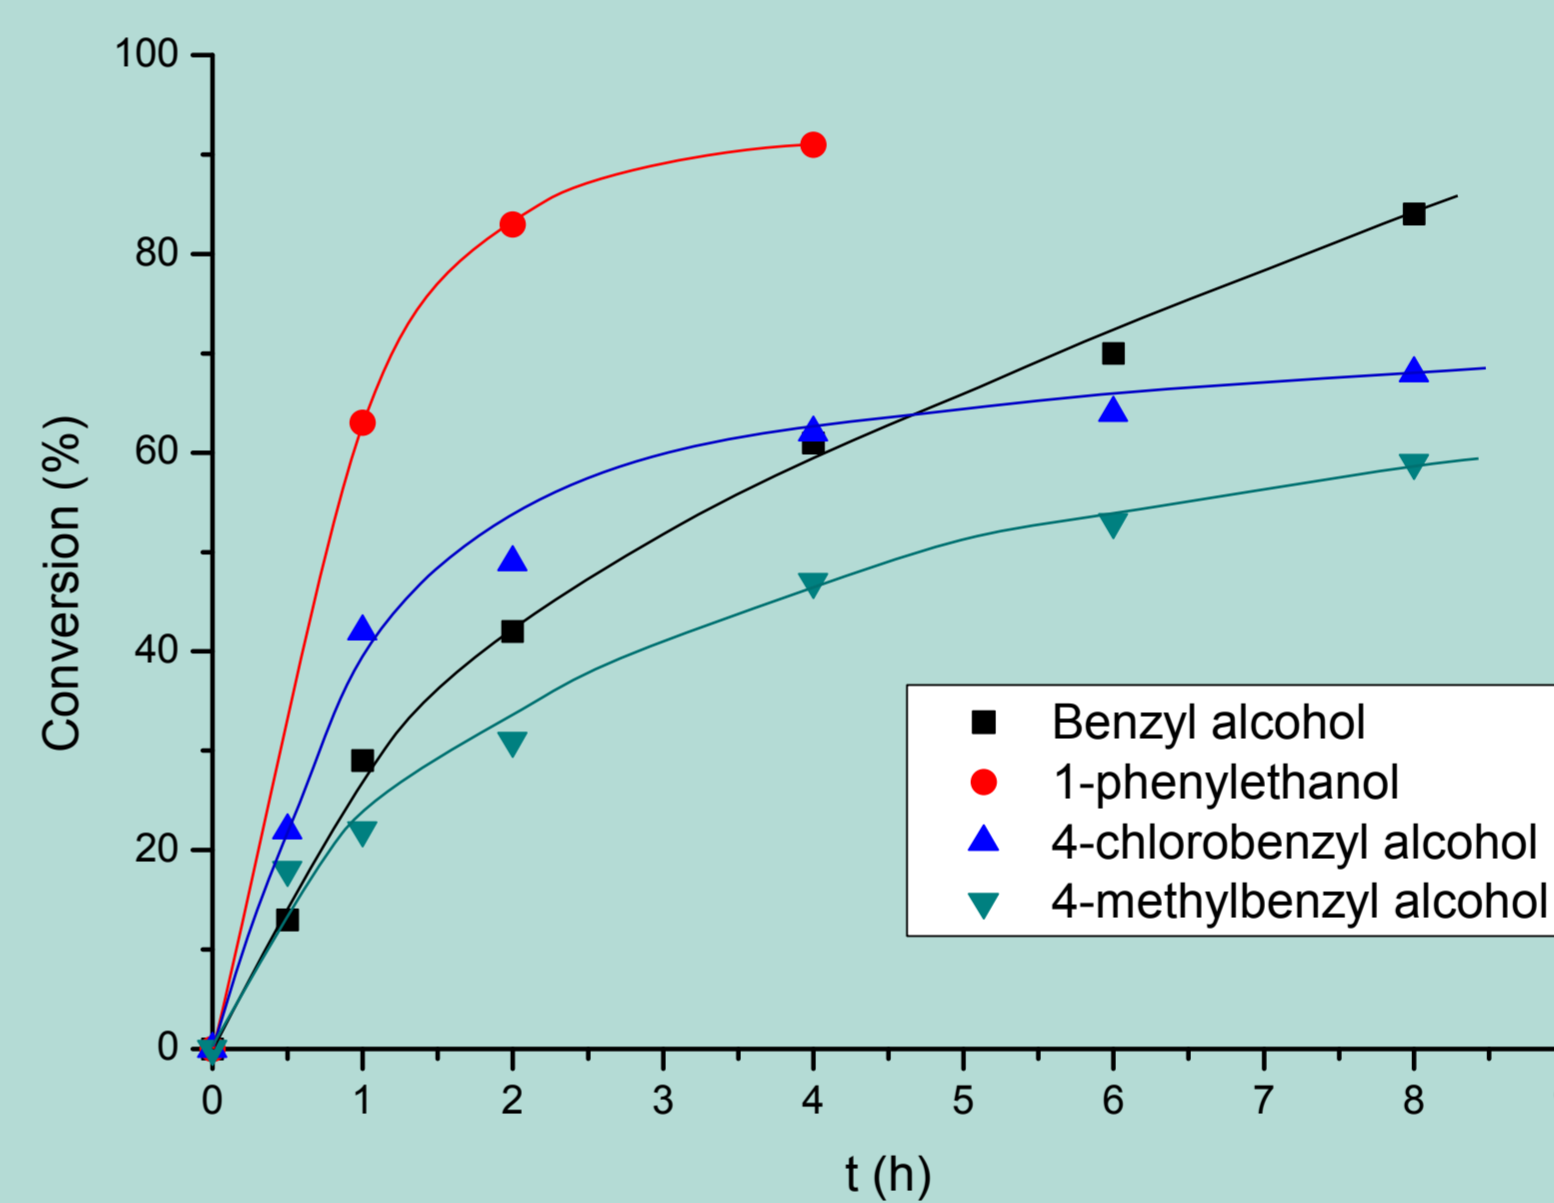 100
80
60
40
20
0
Conversion (%)
0 1 2 3 4 5 6 7 8
t (h)
Benzyl alcohol
1-phenylethanol
4-chlorobenzyl alcohol
4-methylbenzyl alcohol